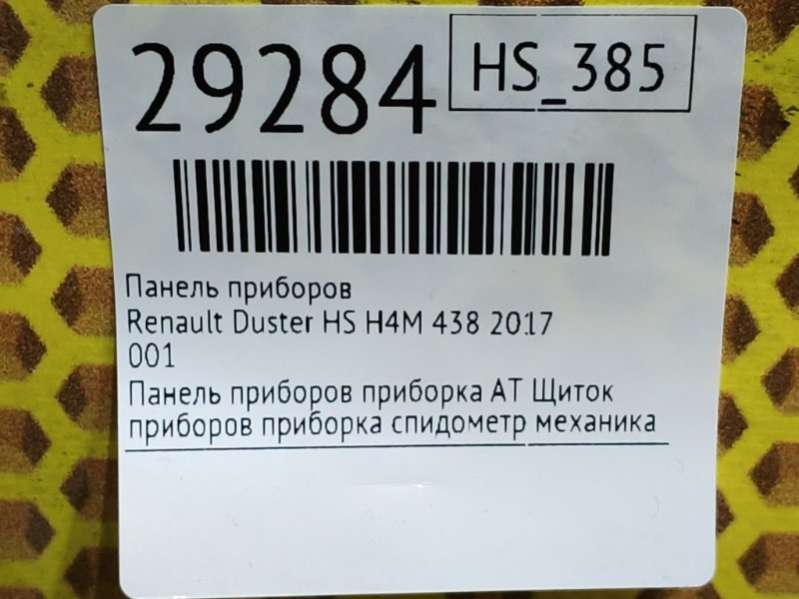 29284
HS_385
Панель приборов
Renault Duster HS H4M 438 2017
001
Панель приборов приборка АТ Щиток
приборов приборка спидометр механика